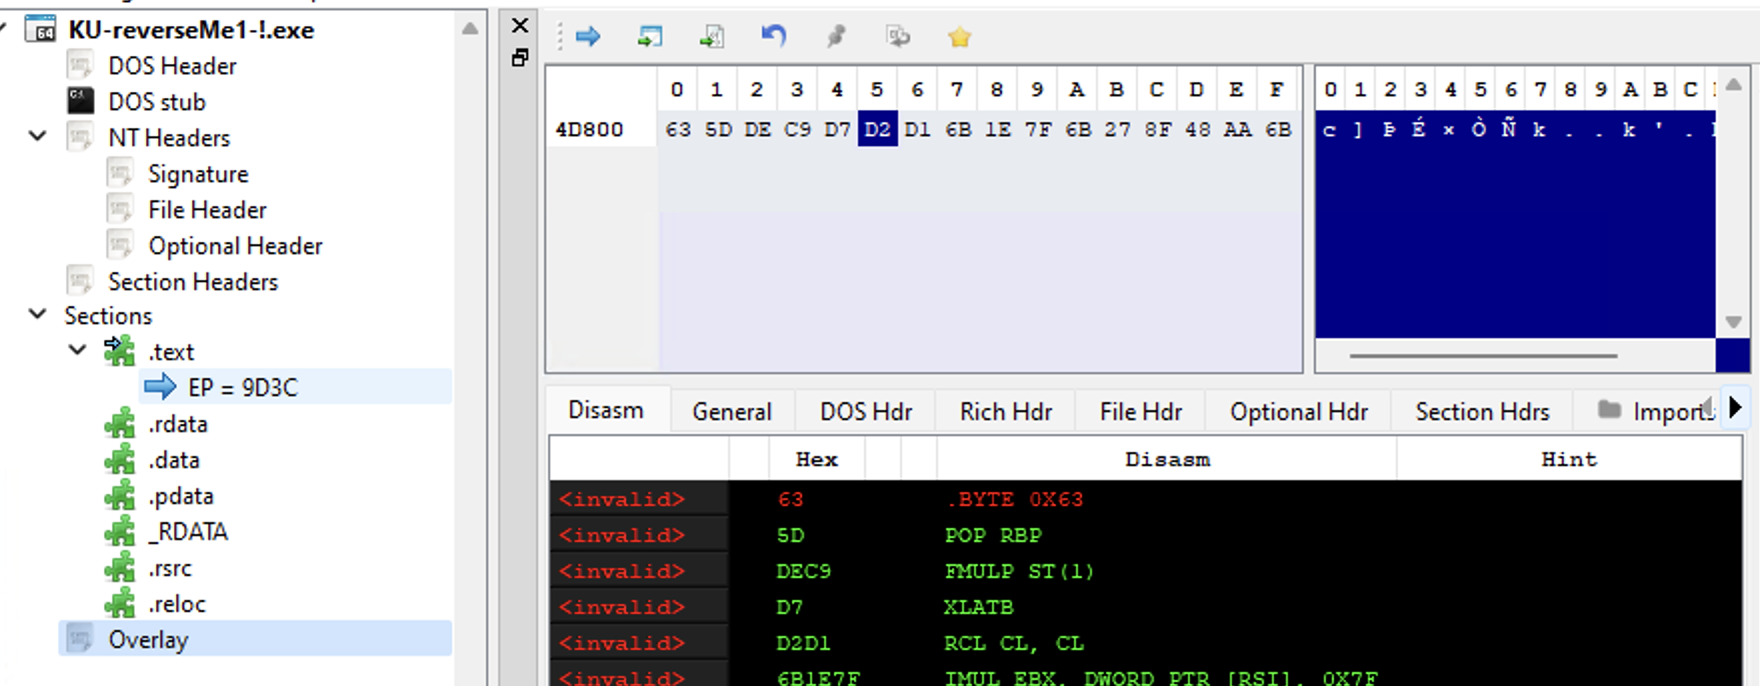 KU-reverseMe1-!.exe
DOS Header
DOS stub
NT Headers
Signature
File Header
Optional Header
Section Headers
Sections
.text
EP = 9D3C
.rdata
.data
.pdata
_RDATA
.rsrc
.reloc
Overlay
0 1 2 3 4 5 6 7 8 9 A B C D E F
4D800 63 5D DE C9 D7 D2 D1 6B 1E 7F 6B 27 8F 48 AA 6B
0 1 2 3 4 5 6 7 8 9 A B C
c ] Þ É × Ò Ñ k . . k ' .
Disasm General DOS Hdr Rich Hdr File Hdr Optional Hdr Section Hdrs Imports
Hex Disasm Hint
<invalid> 63 .BYTE 0X63
<invalid> 5D POP RBP
<invalid> DEC9 FMULP ST(1)
<invalid> D7 XLATB
<invalid> D2D1 RCL CL, CL
<invalid> 6B1E7F IMUL EBX, DWORD PTR [RSI], 0X7F